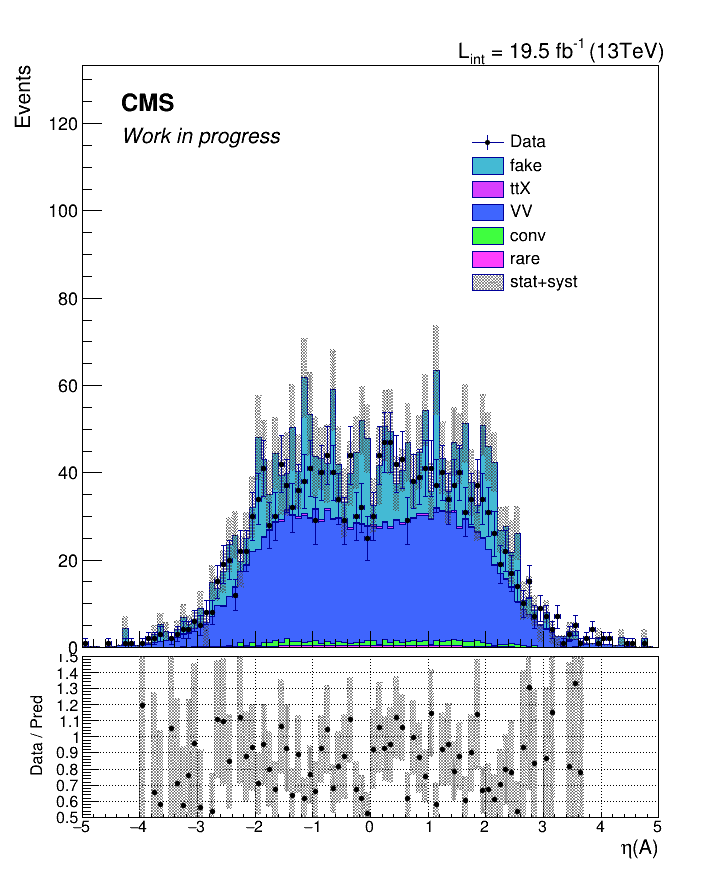 L_int = 19.5 fb^-1 (13TeV)
Events
CMS
Work in progress
Data
fake
ttX
VV
conv
rare
stat+syst
120
100
80
60
40
20
0
Data / Pred
1.5
1.4
1.3
1.2
1.1
1
0.9
0.8
0.7
0.6
0.5
−5 −4 −3 −2 −1 0 1 2 3 4 5
η(A)